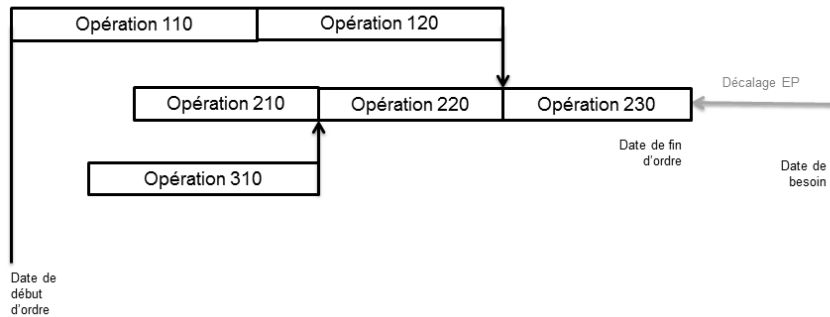 Opération 110
Opération 120
Décalage EP
Opération 210
Opération 220
Opération 230
Date de fin
d'ordre
Date de
besoin
Opération 310
Date de
début
d'ordre